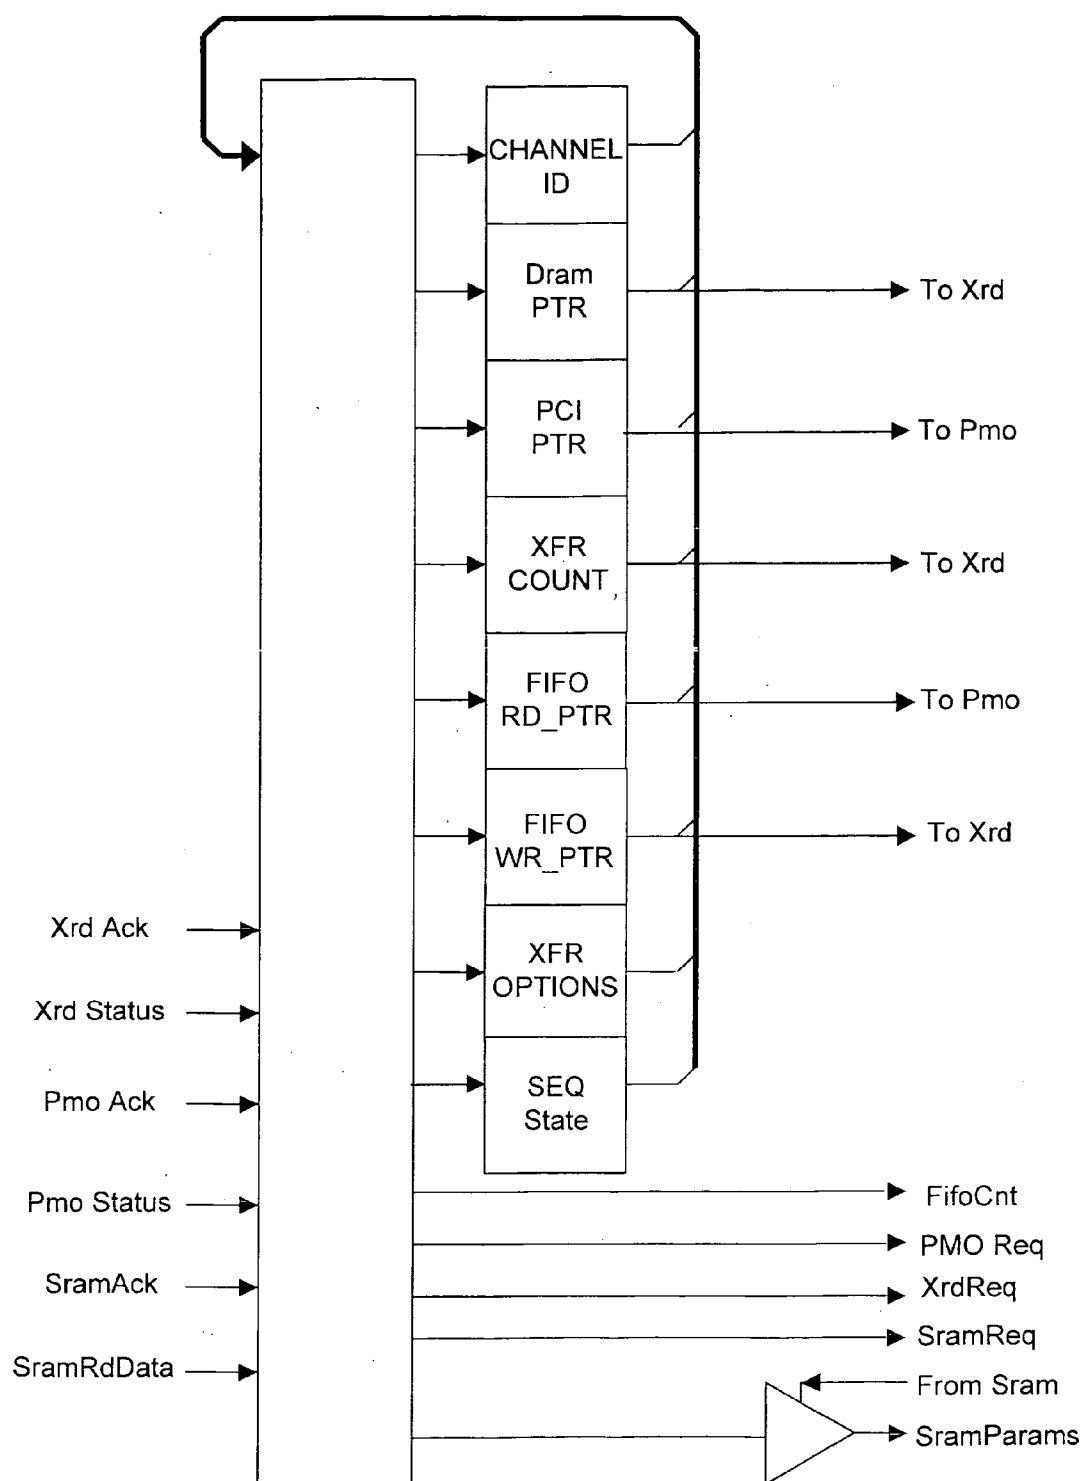 CHANNEL
ID
Dram
PTR
To Xrd
PCI
PTR
To Pmo
XFR
COUNT
To Xrd
FIFO
RD_PTR
To Pmo
FIFO
WR_PTR
To Xrd
Xrd Ack
XFR
OPTIONS
Xrd Status
Pmo Ack
SEQ
State
Pmo Status
FifoCnt
PMO Req
SramAck
XrdReq
SramReq
SramRdData
From Sram
SramParams